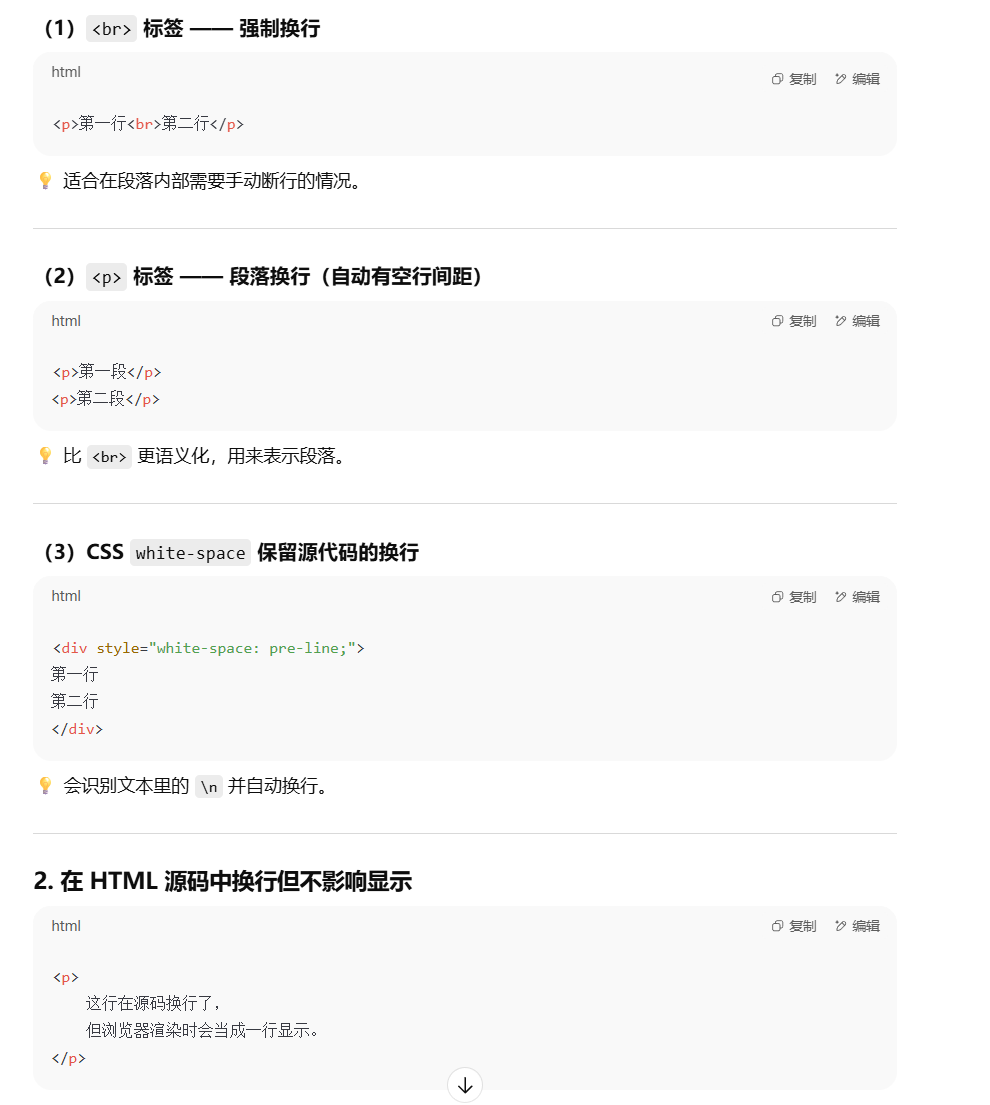 （1）<br> 标签 —— 强制换行
html
复制 编辑
<p>第一行<br>第二行</p>
💡 适合在段落内部需要手动断行的情况。
（2）<p> 标签 —— 段落换行（自动有空行间距）
html
复制 编辑
<p>第一段</p>
<p>第二段</p>
💡 比 <br> 更语义化，用来表示段落。
（3）CSS white-space 保留源代码的换行
html
复制 编辑
<div style="white-space: pre-line;">
第一行
第二行
</div>
💡 会识别文本里的 \n 并自动换行。
2. 在 HTML 源码中换行但不影响显示
html
复制 编辑
<p>
    这行在源码换行了，
    但浏览器渲染时会当成一行显示。
</p>